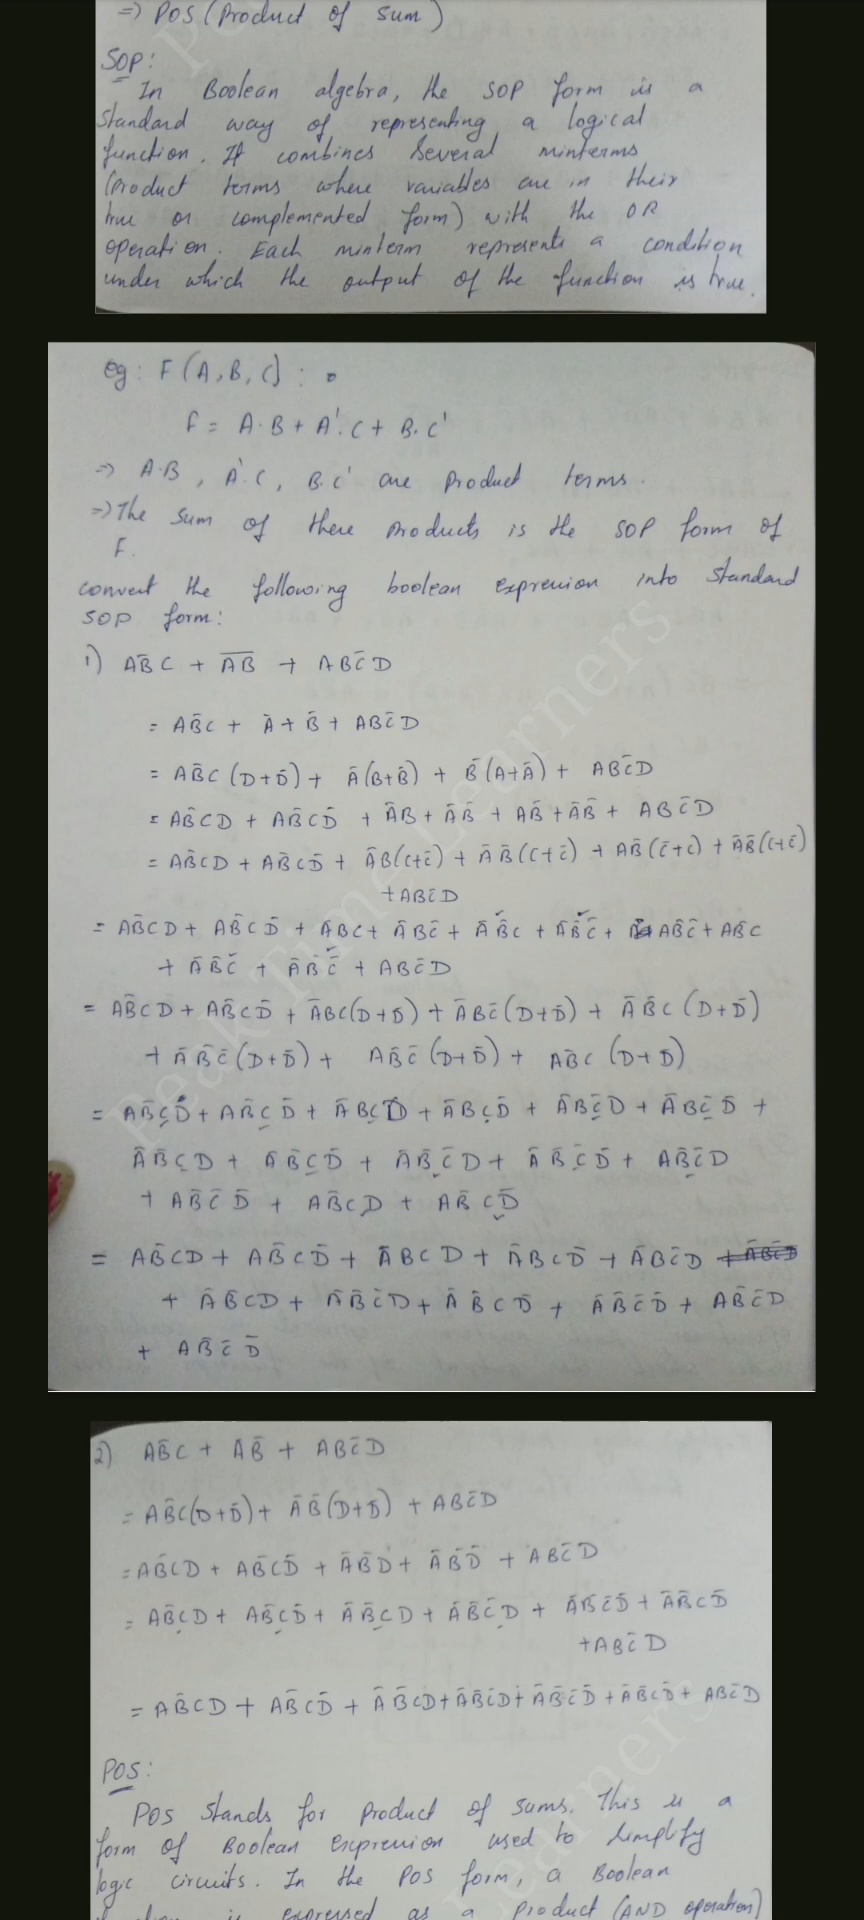 => POS (Product of sum)
SOP:
In Boolean algebra, the SOP form is a
standard way of representing a logical
function. It combines several minterms
(product terms where variables are in their
true or complemented form) with the OR
operation. Each minterm represents a condition
under which the output of the function is true.
eg: F(A,B,C) :
F = A·B + A'·C + B·C'
=> A·B, A'·C, B·C' are product terms.
=> The sum of these products is the SOP form of
F.
convert the following boolean expression into standard
SOP form:
1) AB̄C + \overline{AB} + ABC̄D
= AB̄C + Ā + B̄ + ABC̄D
= AB̄C (D+D̄) + Ā(B+B̄) + B̄(A+Ā) + ABC̄D
= AB̄CD + AB̄CD̄ + ĀB + ĀB̄ + AB̄ + ĀB̄ + ABC̄D
= AB̄CD + AB̄CD̄ + ĀB(C+C̄) + ĀB̄(C+C̄) + AB̄(C̄+C) + ĀB̄(C+C̄)
+ ABC̄D
= AB̄CD + AB̄CD̄ + ĀBC + ĀBC̄ + ĀB̄C + ĀB̄C̄ + AB̄C̄ + AB̄C
+ ĀB̄C + ĀB̄C̄ + ABC̄D
= AB̄CD + AB̄CD̄ + ĀBC(D+D̄) + ĀBC̄(D+D̄) + ĀB̄C (D+D̄)
+ ĀB̄C̄(D+D̄) + AB̄C̄ (D+D̄) + AB̄C (D+D̄)
= AB̄CD + AB̄CD̄ + ĀBCD + ĀBCD̄ + ĀBC̄D + ĀBC̄D̄ +
ĀB̄CD + ĀB̄CD̄ + ĀB̄C̄D + ĀB̄C̄D̄ + AB̄C̄D
+ AB̄C̄D̄ + AB̄CD + AB̄CD̄
= AB̄CD + AB̄CD̄ + ĀBCD + ĀBCD̄ + ĀBC̄D
+ ĀB̄CD + ĀB̄C̄D + ĀB̄CD̄ + ĀB̄C̄D̄ + AB̄C̄D
+ AB̄C̄D̄
2) AB̄C + ĀB̄ + ABC̄D
= AB̄C(D+D̄) + ĀB̄(D+D̄) + ABC̄D
= AB̄CD + AB̄CD̄ + ĀB̄D + ĀB̄D̄ + ABC̄D
= AB̄CD + AB̄CD̄ + ĀB̄CD + ĀB̄C̄D + ĀB̄C̄D̄ + ĀB̄CD̄
+ ABC̄D
= AB̄CD + AB̄CD̄ + ĀB̄CD + ĀB̄C̄D + ĀB̄C̄D̄ + ĀB̄CD̄ + ABC̄D
POS:
POS stands for Product of sums. This is a
form of Boolean expression used to simplify
logic circuits. In the POS form, a Boolean
is expressed as a product (AND operation)